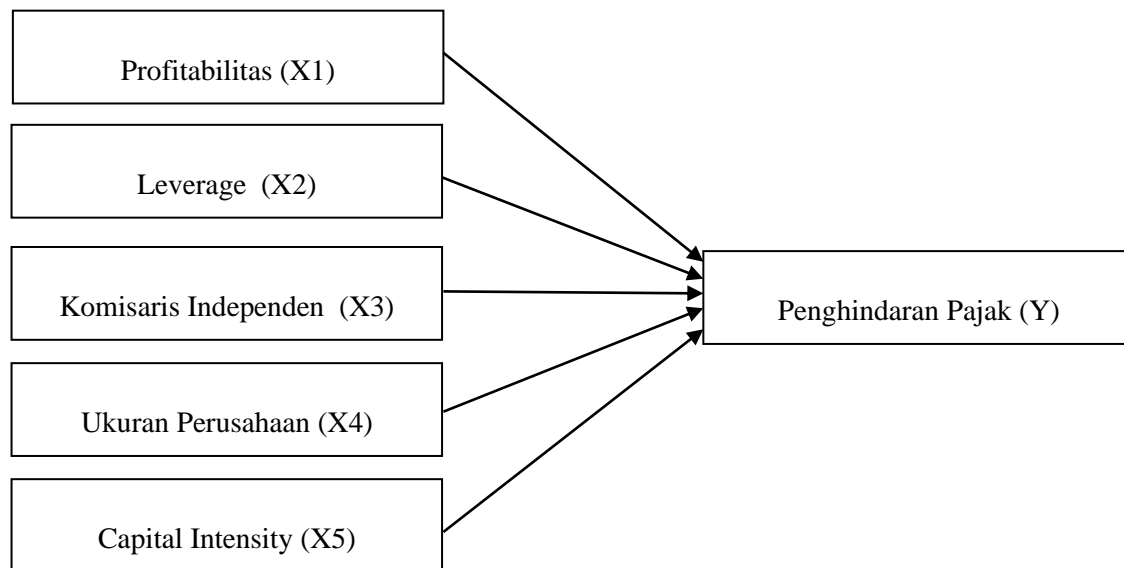 Profitabilitas (X1)
Leverage (X2)
Komisaris Independen (X3)
Penghindaran Pajak (Y)
Ukuran Perusahaan (X4)
Capital Intensity (X5)